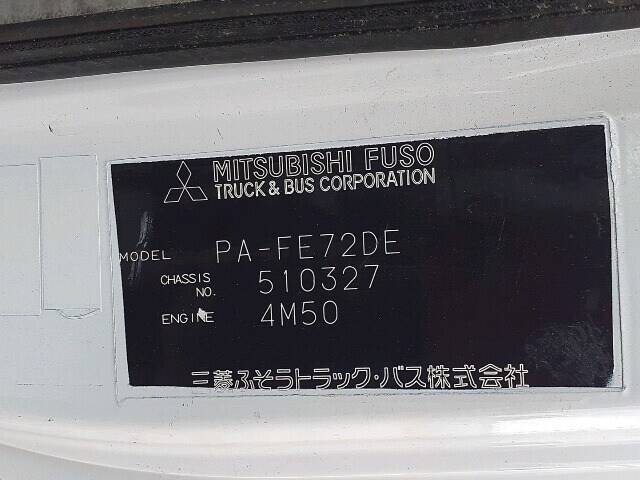 MITSUBISHI FUSO
TRUCK & BUS CORPORATION
MODEL PA-FE72DE
CHASSIS NO. 510327
ENGINE 4M50
三菱ふそうトラック・バス株式会社